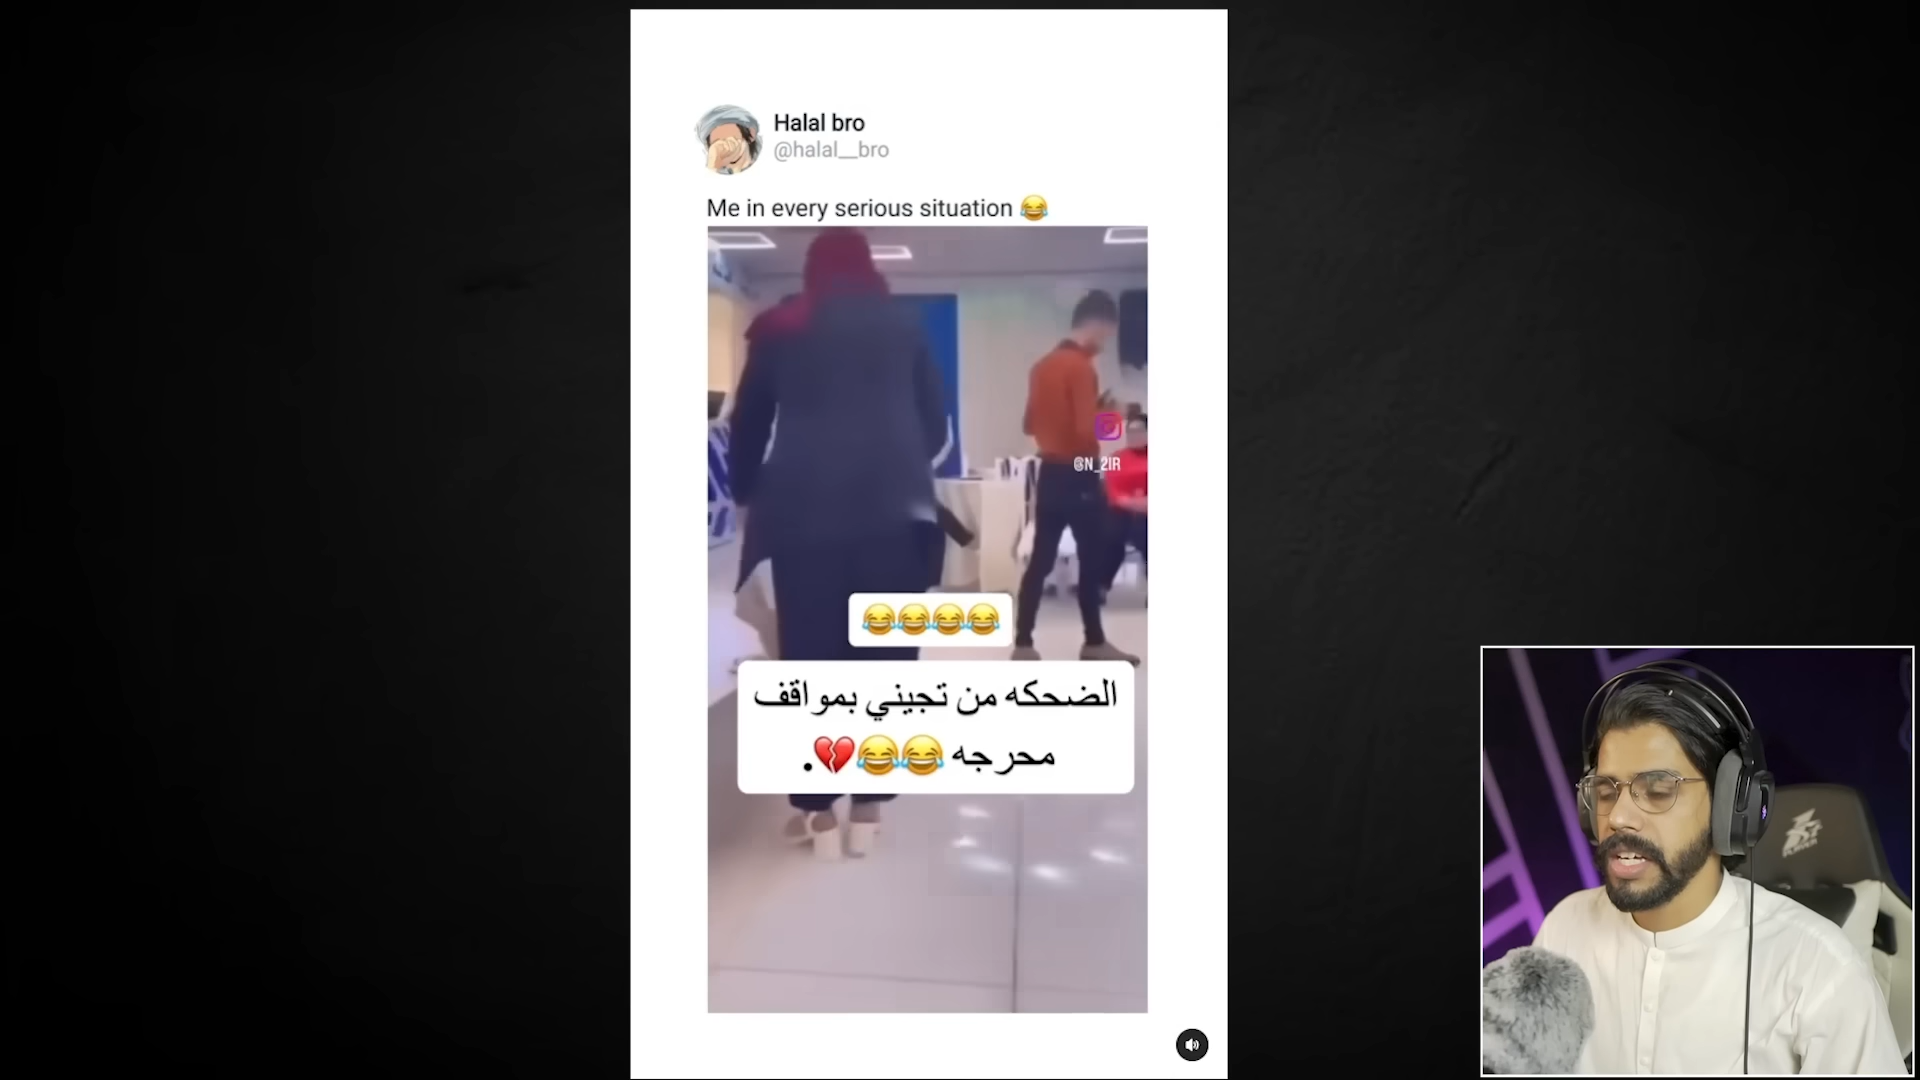 Halal bro
@halal__bro
Me in every serious situation 😂
@N_2IR
😂😂😂😂
الضحكه من تجيني بمواقف
محرجه 😂😂💔.